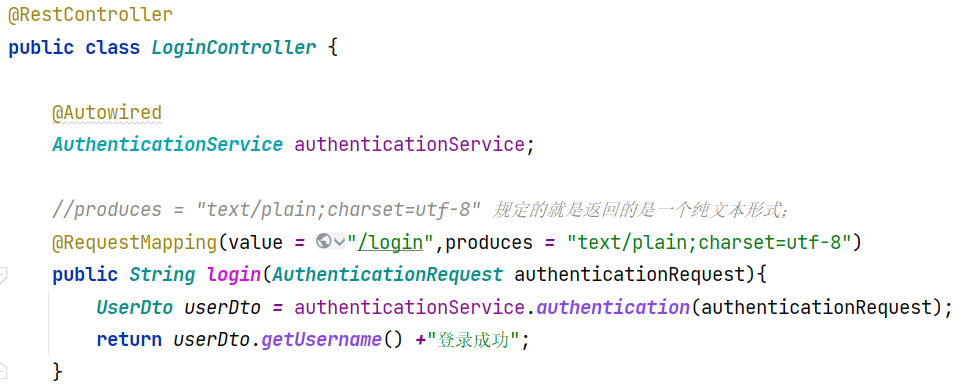 @RestController
public class LoginController {
@Autowired
AuthenticationService authenticationService;
//produces = "text/plain;charset=utf-8" 规定的就是返回的是一个纯文本形式;
@RequestMapping(value = "/login",produces = "text/plain;charset=utf-8")
public String login(AuthenticationRequest authenticationRequest){
UserDto userDto = authenticationService.authentication(authenticationRequest);
return userDto.getUsername() +"登录成功";
}